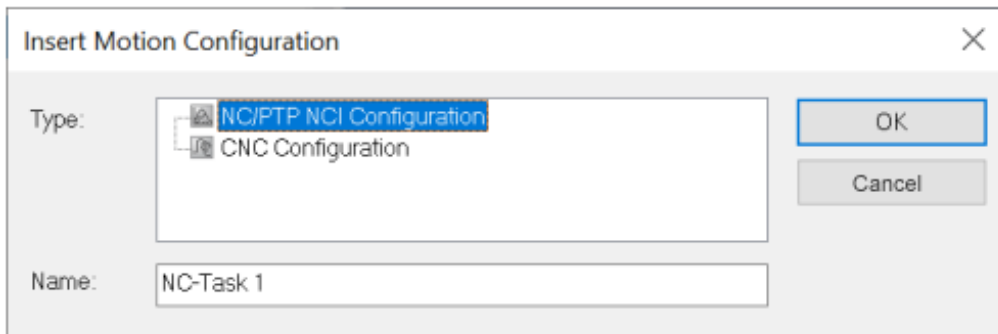 Insert Motion Configuration
Type:
NC/PTP NCI Configuration
CNC Configuration
OK
Cancel
Name:
NC-Task 1